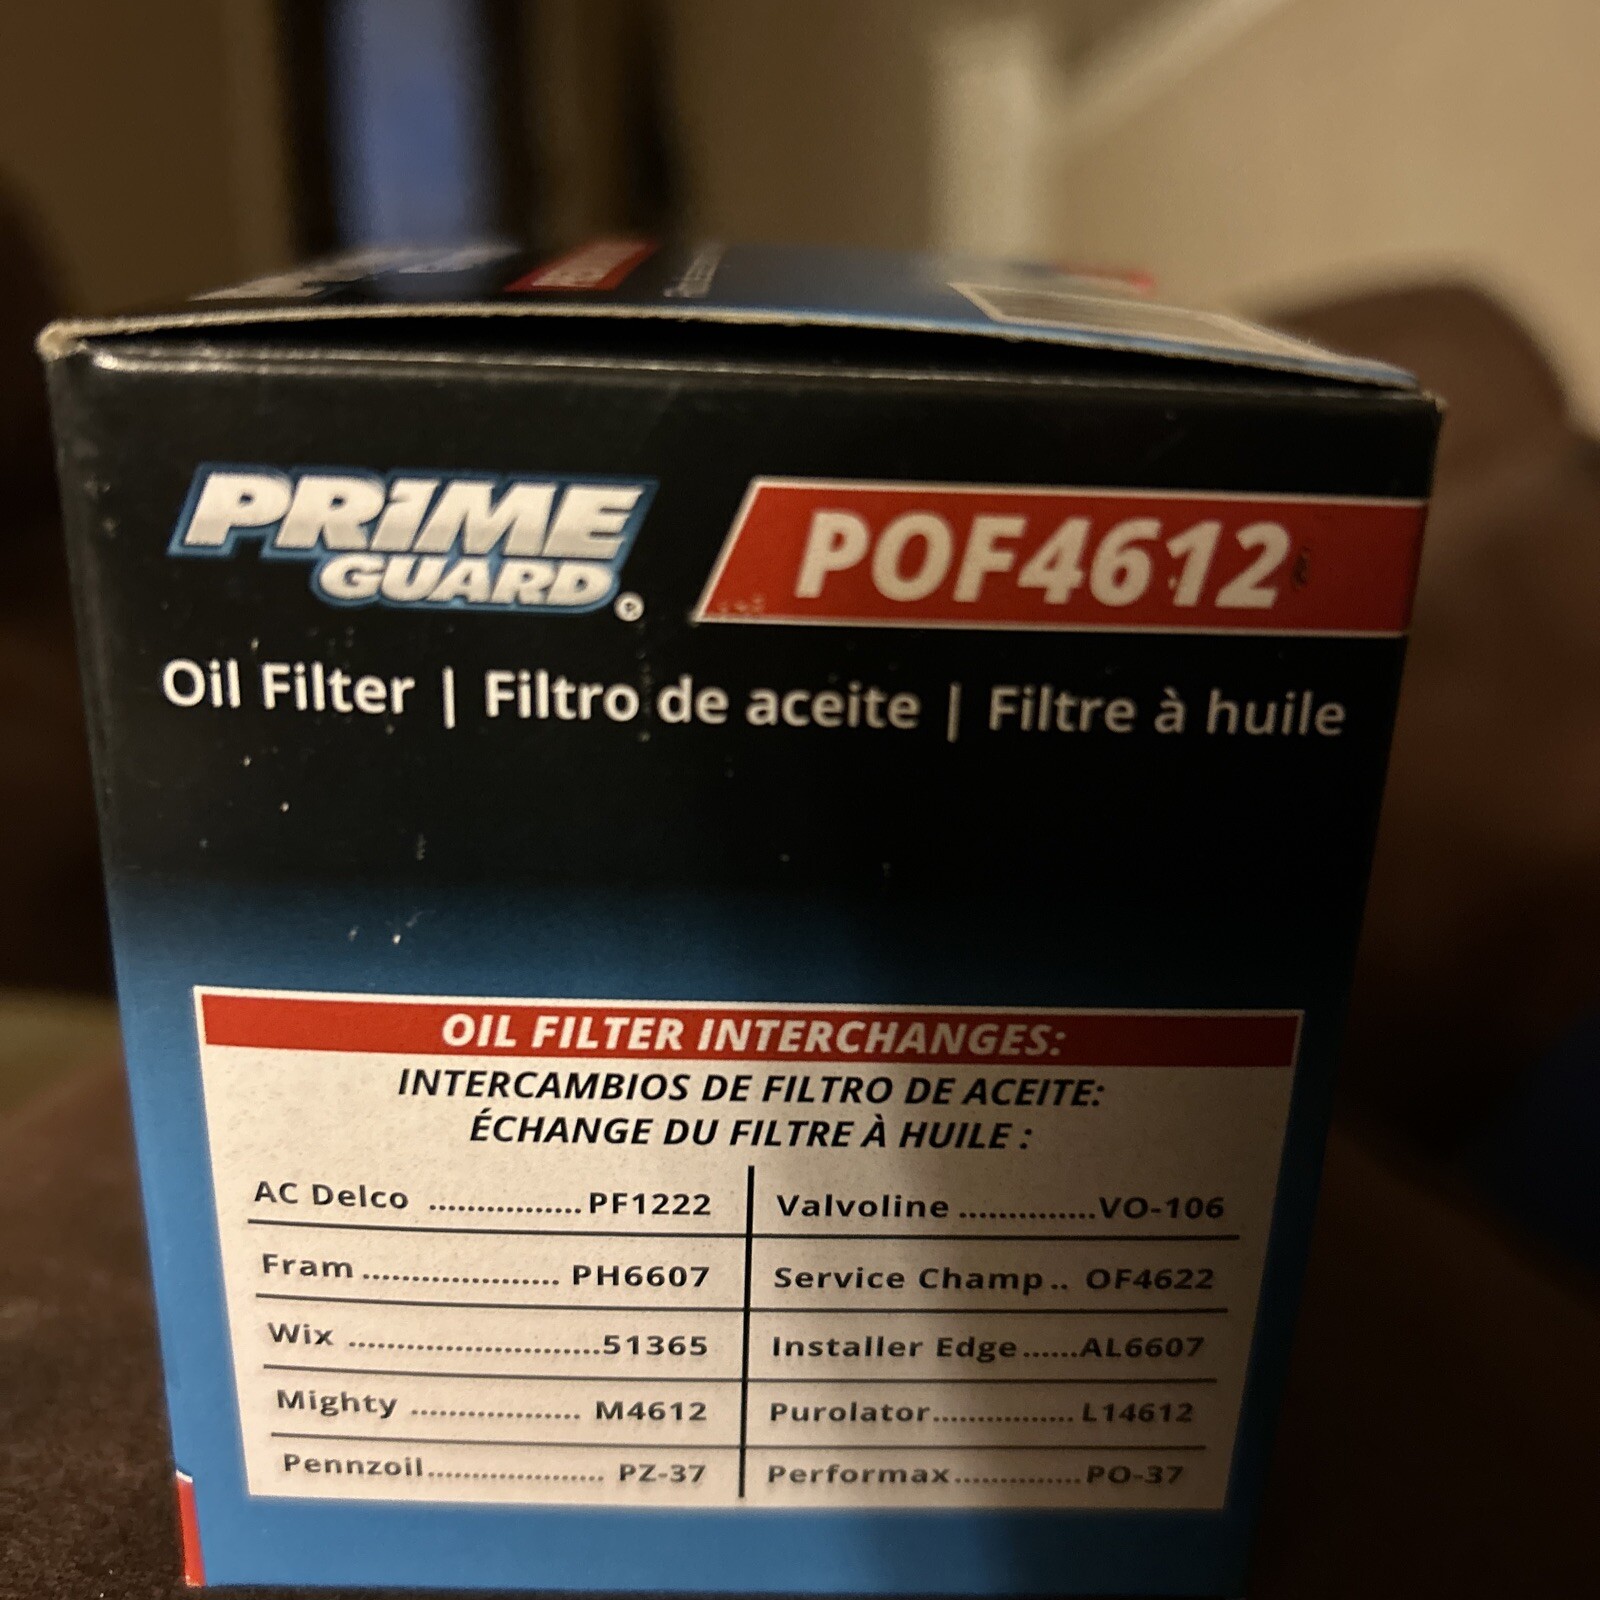 PRIME
GUARD®
POF4612
Oil Filter | Filtro de aceite | Filtre à huile
OIL FILTER INTERCHANGES:
INTERCAMBIOS DE FILTRO DE ACEITE:
ÉCHANGE DU FILTRE À HUILE :
AC Delco ................ PF1222
Fram .................... PH6607
Wix .........................51365
Mighty ................. M4612
Pennzoil..................... PZ-37
Valvoline ..............VO-106
Service Champ.. OF4622
Installer Edge......AL6607
Purolator............... L14612
Performax.............PO-37